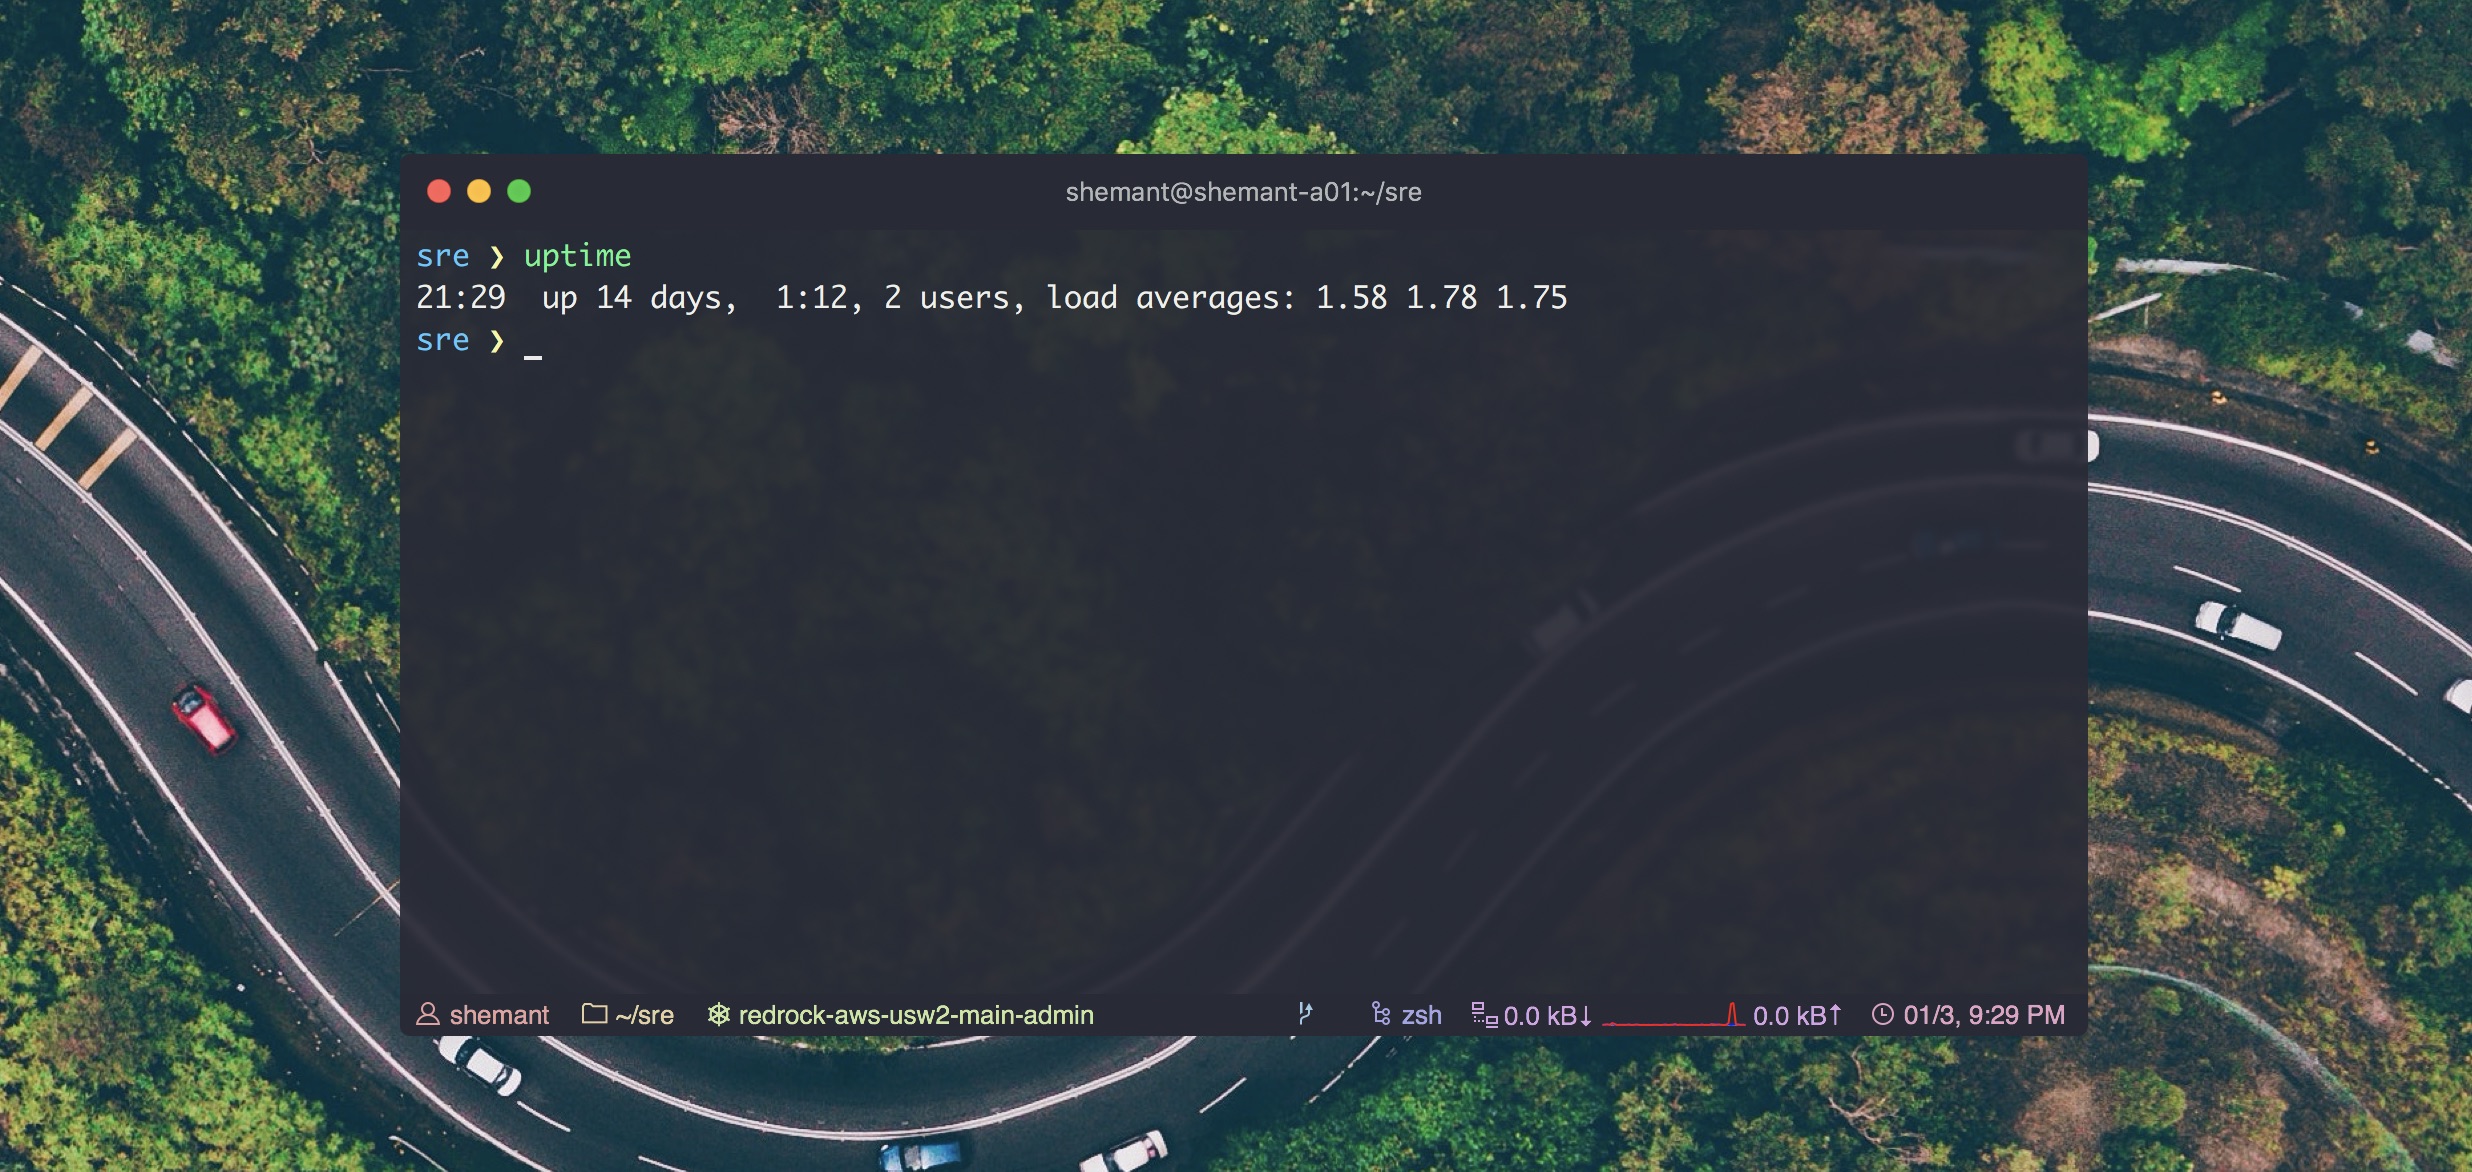 shemant@shemant-a01:~/sre
sre ❯ uptime
21:29  up 14 days,  1:12, 2 users, load averages: 1.58 1.78 1.75
sre ❯ _
shemant ~/sre redrock-aws-usw2-main-admin zsh 0.0 kB↓ 0.0 kB↑ 01/3, 9:29 PM